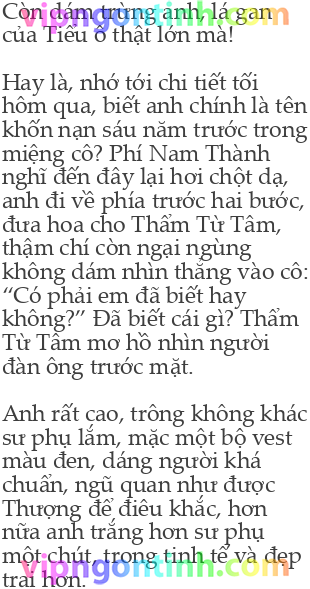 Còn dám trừng anh, lá gan
của Tiểu ô thật lớn mà!
Hay là, nhớ tới chi tiết tối
hôm qua, biết anh chính là tên
khốn nạn sáu năm trước trong
miệng cô? Phí Nam Thành
nghĩ đến đây lại hơi chột dạ,
anh đi về phía trước hai bước,
đưa hoa cho Thẩm Từ Tâm,
thậm chí còn ngại ngùng
không dám nhìn thẳng vào cô:
“Có phải em đã biết hay
không?” Đã biết cái gì? Thẩm
Từ Tâm mơ hồ nhìn người
đàn ông trước mặt.
Anh rất cao, trông không khác
sư phụ lắm, mặc một bộ vest
màu đen, dáng người khá
chuẩn, ngũ quan như được
Thượng để điêu khắc, hơn
nữa anh trắng hơn sư phụ
một chút, trong tinh tế và đẹp
trai hơn.
vipngontinh.com
vipngontinh.com